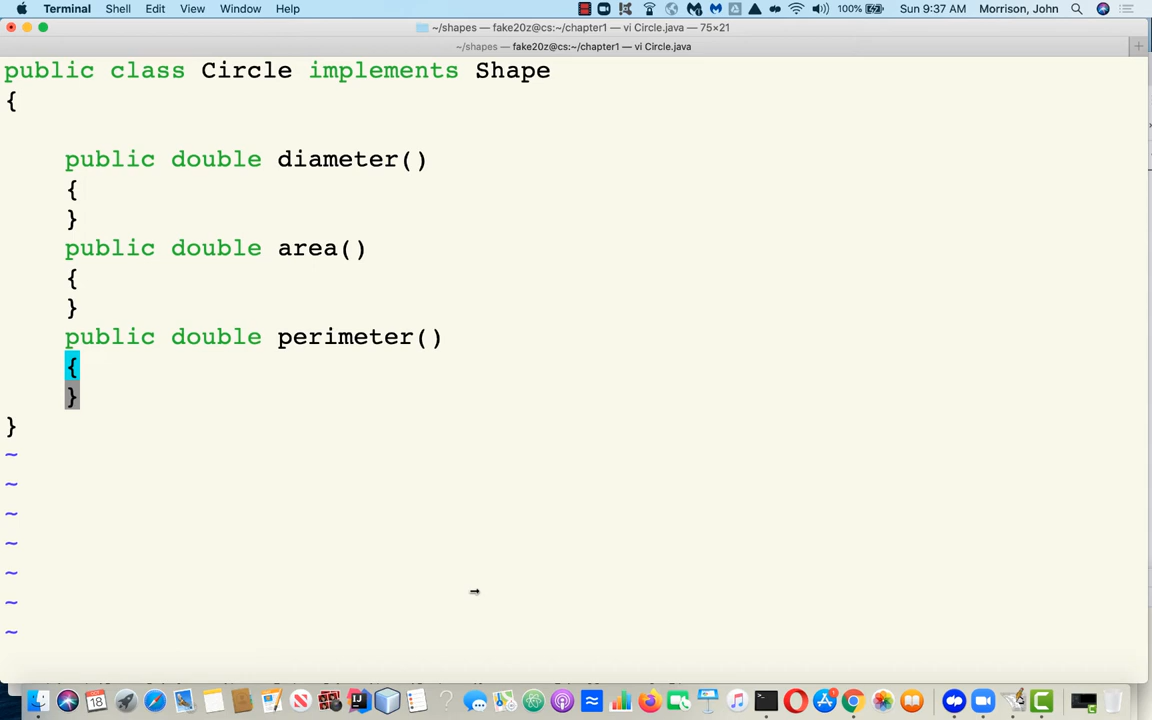 Terminal Shell Edit View Window Help 100% Sun 9:37 AM Morrison, John
~/shapes — fake20z@cs:~/chapter1 — vi Circle.java — 75×21
~/shapes — fake20z@cs:~/chapter1 — vi Circle.java
public class Circle implements Shape
{
public double diameter()
{
}
public double area()
{
}
public double perimeter()
{
}
}
~
~
~
~
~
~
~
18